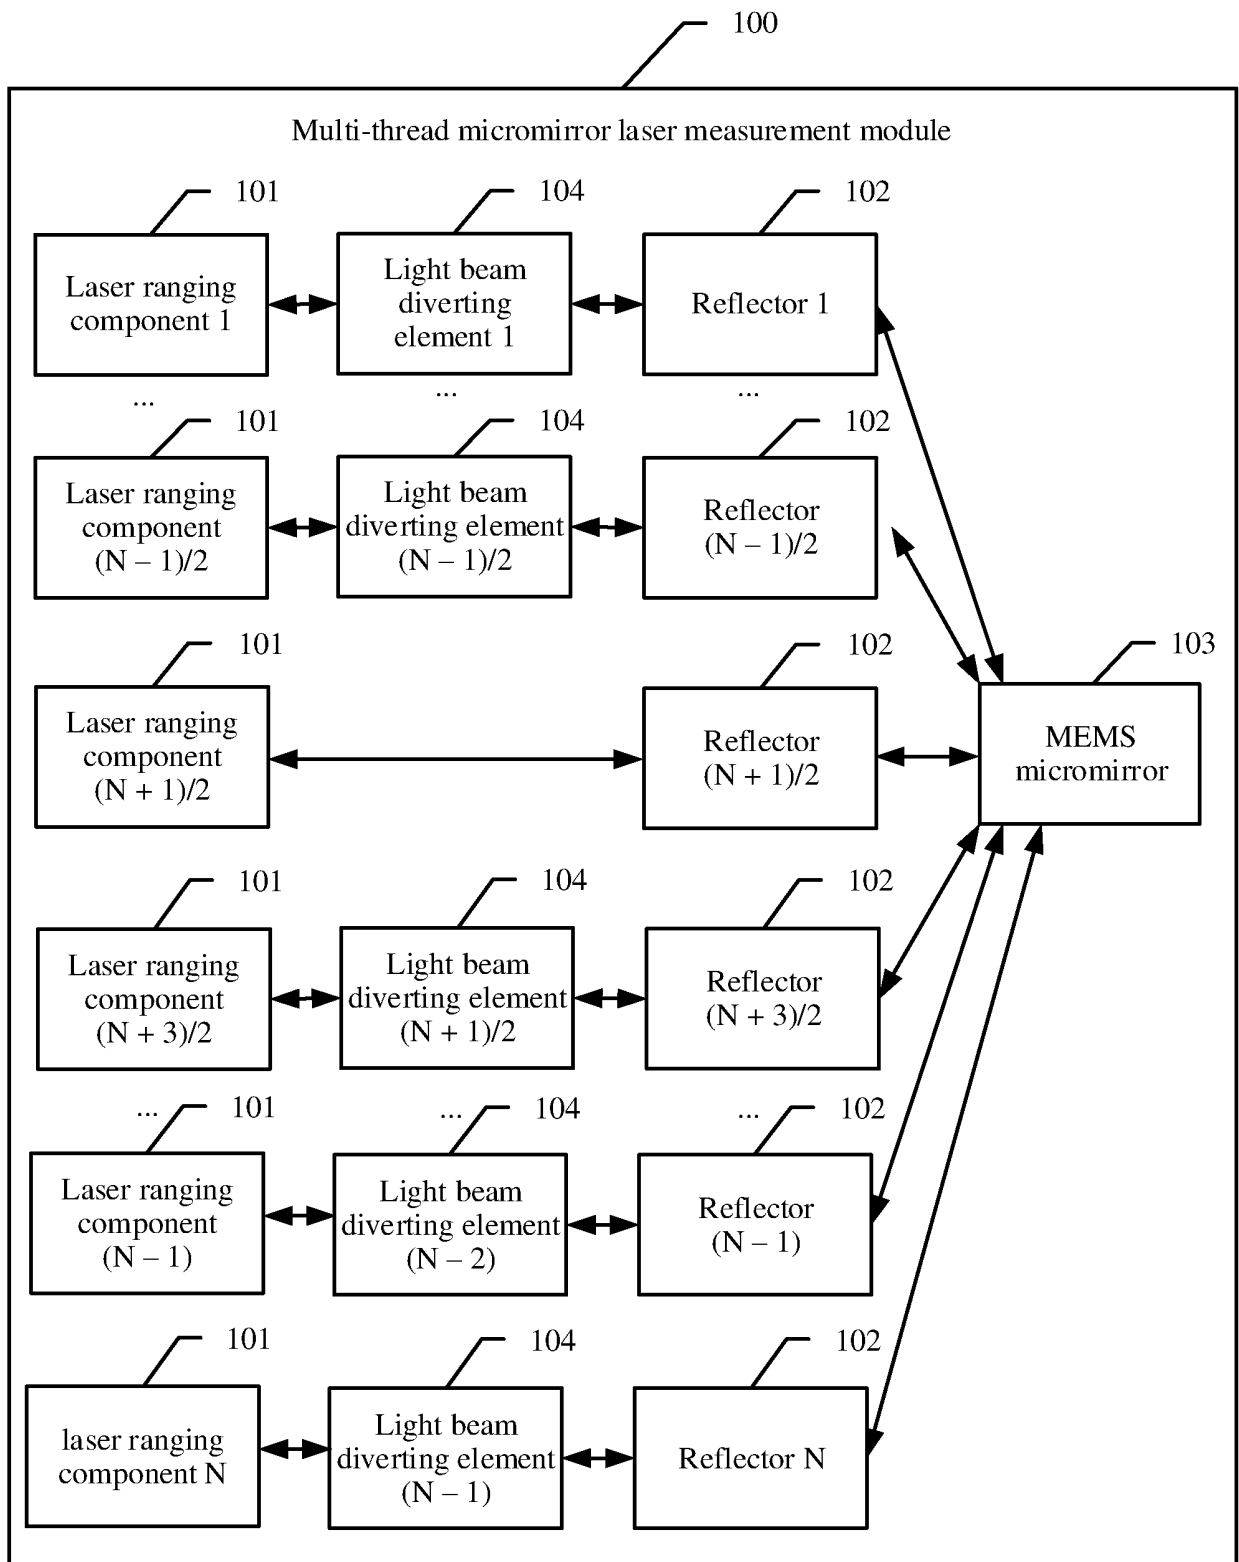 100
Multi-thread micromirror laser measurement module
101
104
102
Laser ranging
component 1
Light beam
diverting
element 1
Reflector 1
...
...
...
101
104
102
Laser ranging
component
(N – 1)/2
Light beam
diverting element
(N – 1)/2
Reflector
(N – 1)/2
101
102
103
Laser ranging
component
(N + 1)/2
Reflector
(N + 1)/2
MEMS
micromirror
101
104
102
Laser ranging
component
(N + 3)/2
Light beam
diverting element
(N + 1)/2
Reflector
(N + 3)/2
...
101
...
104
...
102
Laser ranging
component
(N – 1)
Light beam
diverting element
(N – 2)
Reflector
(N – 1)
101
104
102
laser ranging
component N
Light beam
diverting element
(N – 1)
Reflector N